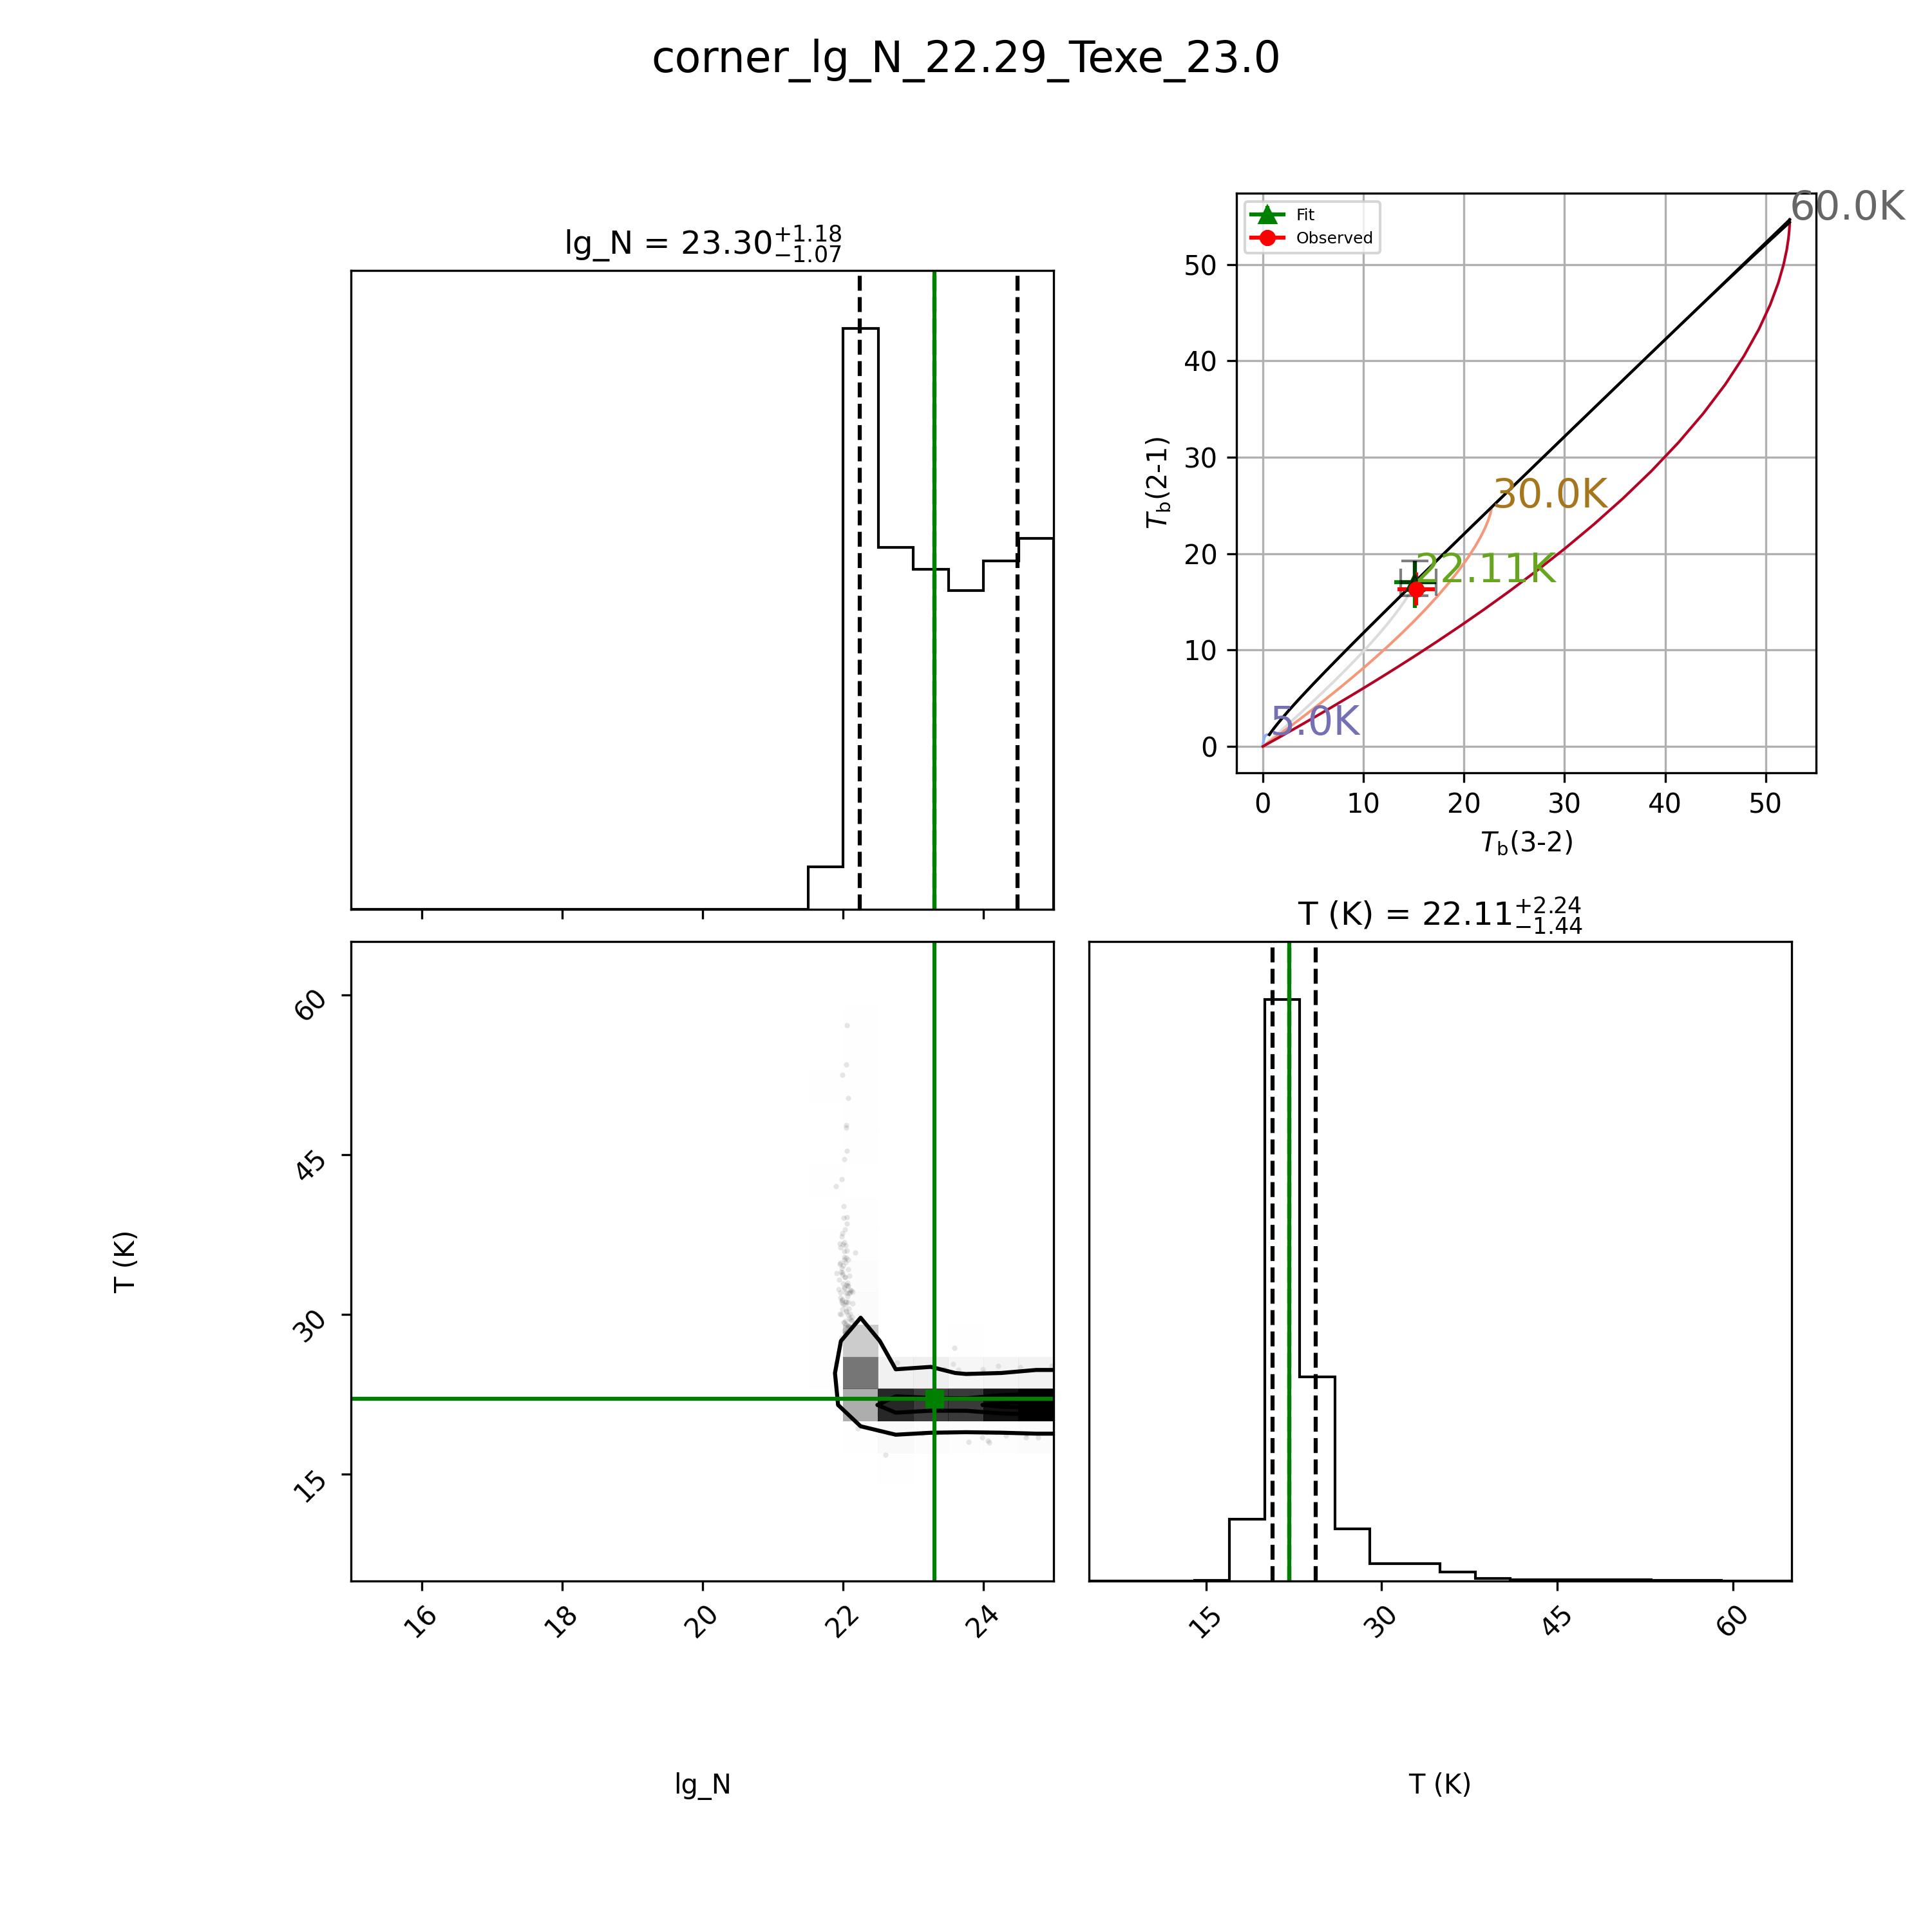 corner_lg_N_22.29_Texe_23.0
lg_N = 23.30+1.18−1.07
Fit
Observed
60.0K
30.0K
22.11K
5.0K
50
40
30
20
10
0
Tb(2-1)
0 10 20 30 40 50
Tb(3-2)
T (K) = 22.11+2.24−1.44
60
45
30
15
T (K)
16 18 20 22 24
lg_N
15 30 45 60
T (K)